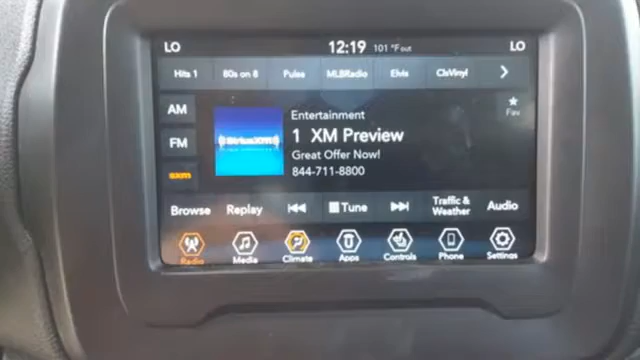 LO 12:19 101 °F out LO
Hits 1 80s on 8 Pulse MLBRadio Elvis ClsVinyl
AM
FM
sxm
SiriusXM
Entertainment
1 XM Preview
Great Offer Now!
844-711-8800
Fav
Browse Replay Tune Traffic & Weather Audio
Radio Media Climate Apps Controls Phone Settings